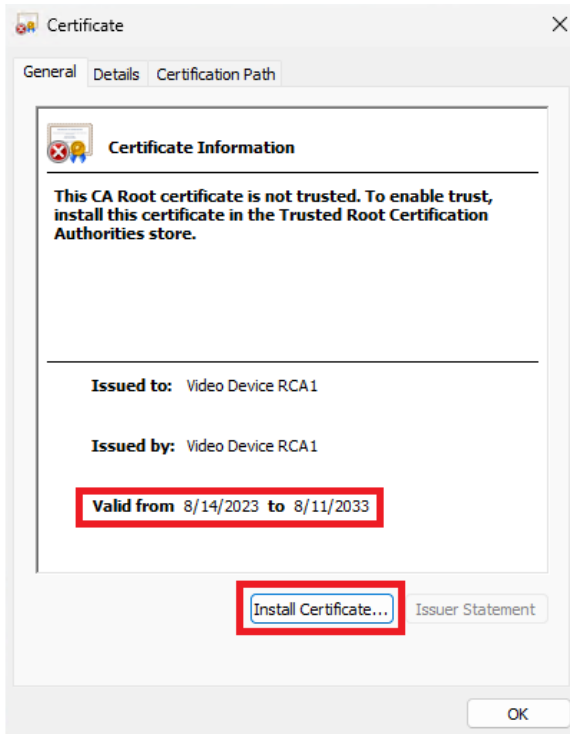 Certificate
General Details Certification Path
Certificate Information
This CA Root certificate is not trusted. To enable trust,
install this certificate in the Trusted Root Certification
Authorities store.
Issued to: Video Device RCA1
Issued by: Video Device RCA1
Valid from 8/14/2023 to 8/11/2033
Install Certificate... Issuer Statement
OK